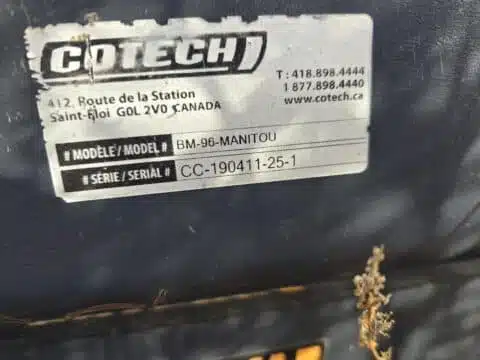 COTECH
412, Route de la Station
Saint-Éloi G0L 2V0 CANADA
T : 418.898.4444
1 877.898.4440
www.cotech.ca
# MODÈLE / MODEL # BM-96-MANITOU
# SÉRIE / SERIAL # CC-190411-25-1